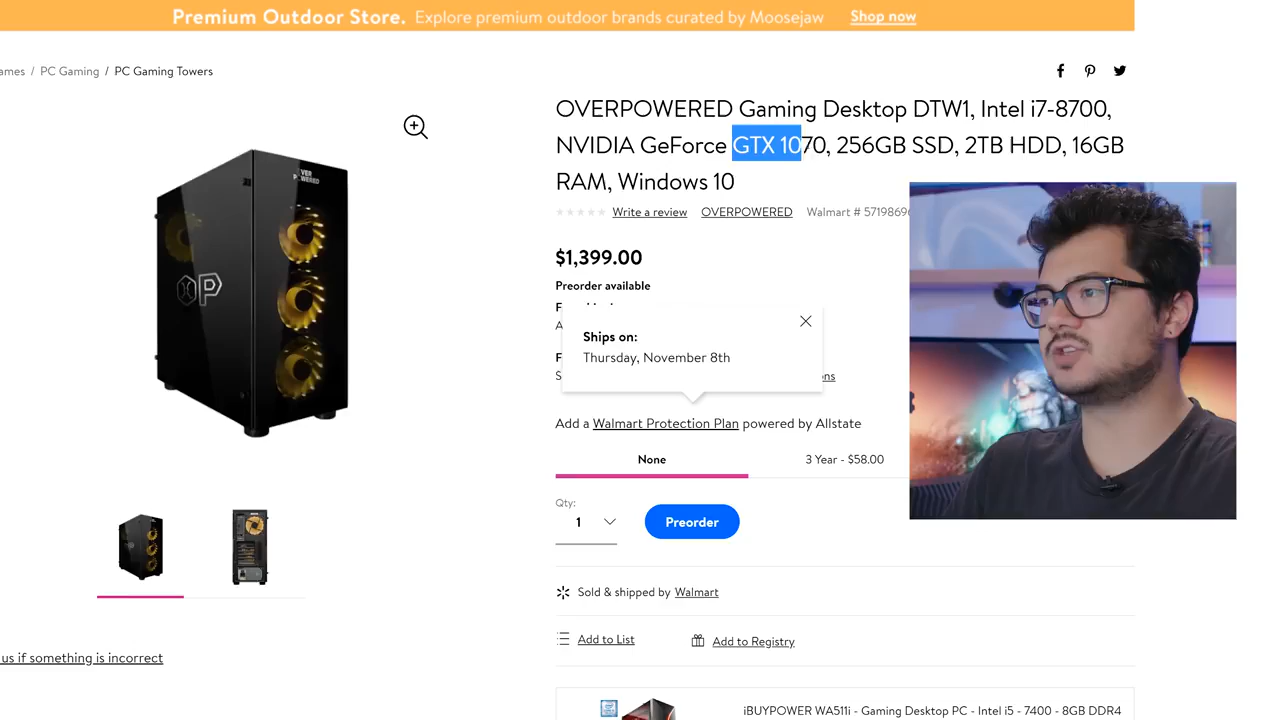 Premium Outdoor Store. Explore premium outdoor brands curated by Moosejaw Shop now
ames / PC Gaming / PC Gaming Towers
OVERPOWERED Gaming Desktop DTW1, Intel i7-8700,
NVIDIA GeForce GTX 1070, 256GB SSD, 2TB HDD, 16GB
RAM, Windows 10
Write a review OVERPOWERED Walmart # 5719869
$1,399.00
Preorder available
Ships on:
Thursday, November 8th
ons
Add a Walmart Protection Plan powered by Allstate
None 3 Year - $58.00
Qty:
1 Preorder
Sold & shipped by Walmart
Add to List Add to Registry
us if something is incorrect
iBUYPOWER WA511i - Gaming Desktop PC - Intel i5 - 7400 - 8GB DDR4
OVER
POWERED
P